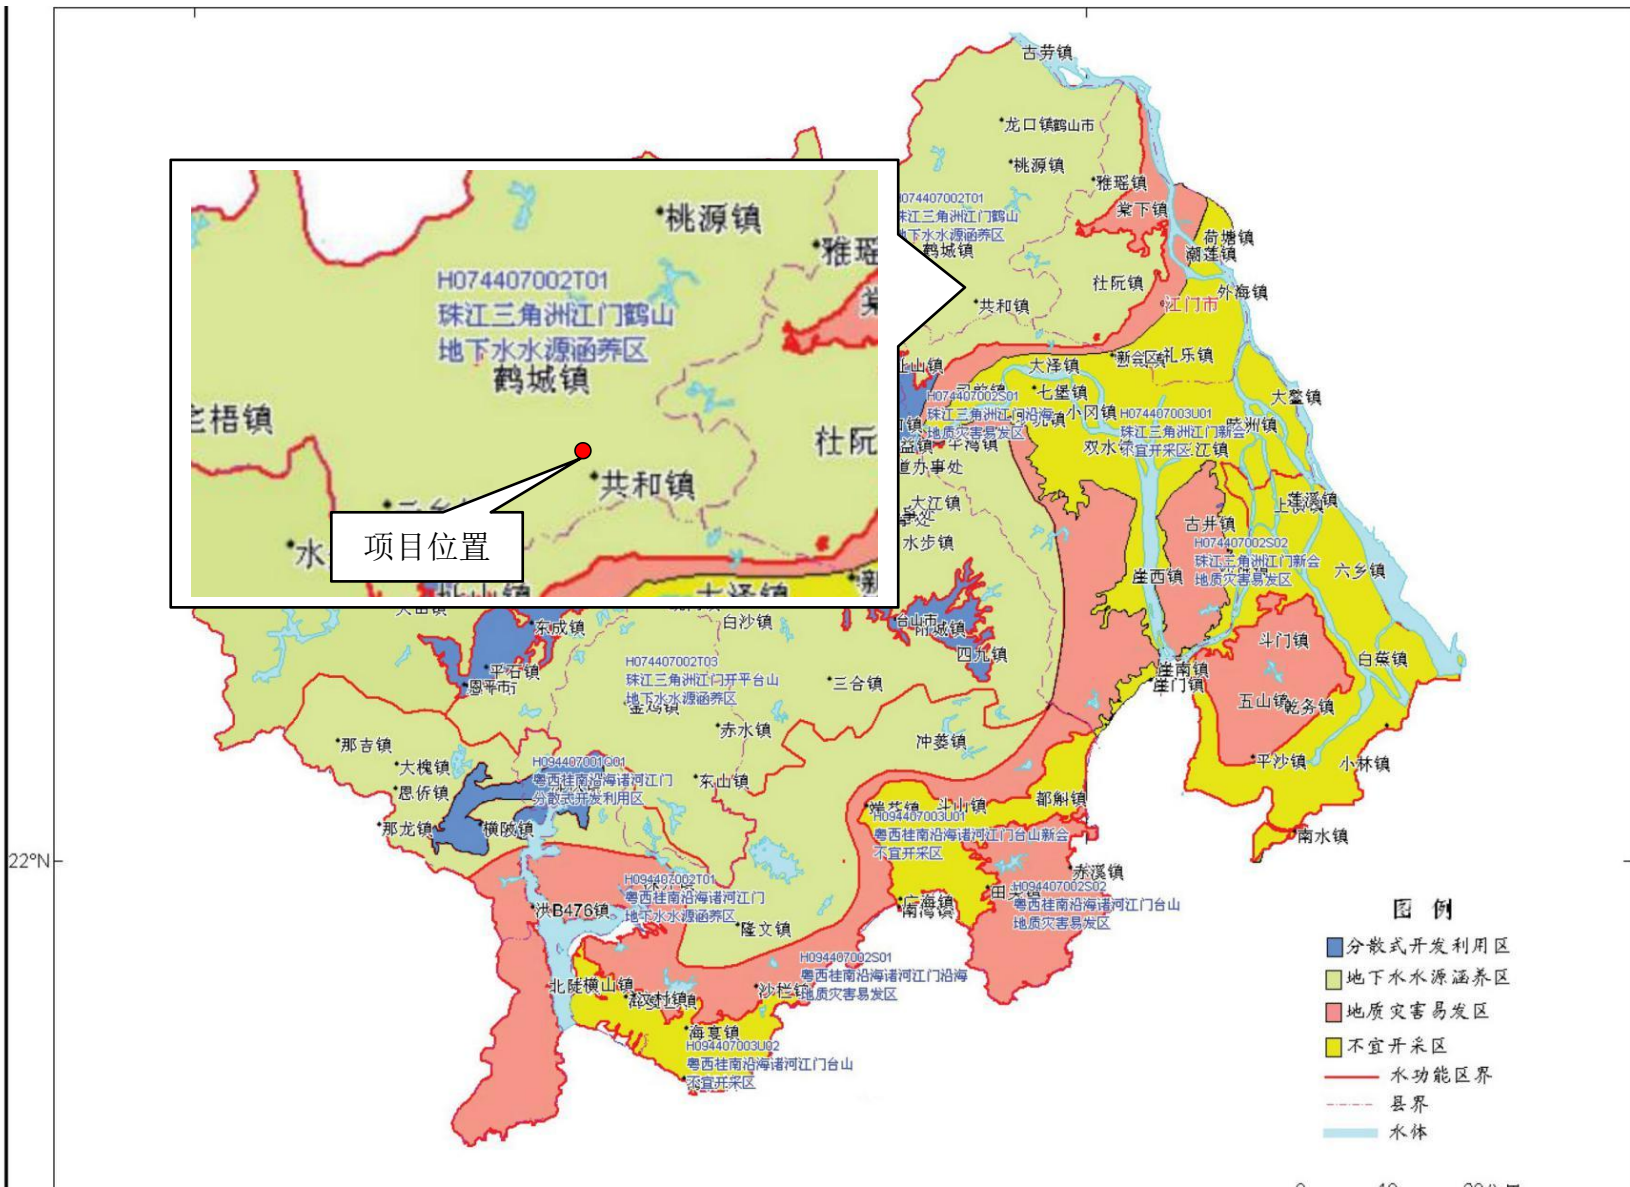 古劳镇
龙口镇
鹤山市
桃源镇
雅瑶镇
棠下镇
荷塘镇
潮莲镇
H074407002T01
珠江三角洲江门鹤山
地下水水源涵养区
鹤城镇
杜阮镇
外海镇
共和镇
江门市
桃源镇
雅瑶
H074407002T01
珠江三角洲江门鹤山
地下水水源涵养区
鹤城镇
宅梧镇
杜阮
共和镇
项目位置
大泽镇
新会区
礼乐镇
七堡镇
大鳌镇
小冈镇
H074407002S01
珠江三角洲江门沿海
地质灾害易发区
H074407003U01
珠江三角洲江门新会
不宜开采区
睦洲镇
双水镇
道办事处
大江镇
水步镇
莲溪镇
古井镇
H074407002S02
珠江三角洲江门新会
地质灾害易发区
崖西镇
六乡镇
白沙镇
东成镇
台山市
附城镇
四九镇
平石镇
恩平市
H074407002T03
珠江三角洲江门开平台山
地下水水源涵养区
三合镇
斗门镇
白蕉镇
崖南镇
崖门镇
五山镇
乾务镇
赤水镇
冲蒌镇
那吉镇
大槐镇
恩侨镇
那龙镇
横陂镇
H094407001Q01
粤西桂南沿海诸河江门
分散式开发利用区
东山镇
平沙镇
小林镇
端芬镇
斗山镇
都斛镇
H094407003U01
粤西桂南沿海诸河江门台山新会
不宜开采区
南水镇
22°N
赤溪镇
H094407002T01
粤西桂南沿海诸河江门
地下水水源涵养区
H094407002S02
粤西桂南沿海诸河江门台山
地质灾害易发区
广海镇
南湾镇
洪B476镇
隆文镇
H094407002S01
粤西桂南沿海诸河江门沿海
地质灾害易发区
北陡镇
横山镇
沙栏镇
海宴镇
H094407003U02
粤西桂南沿海诸河江门台山
不宜开采区
图 例
分散式开发利用区
地下水水源涵养区
地质灾害易发区
不宜开采区
水功能区界
县界
水体